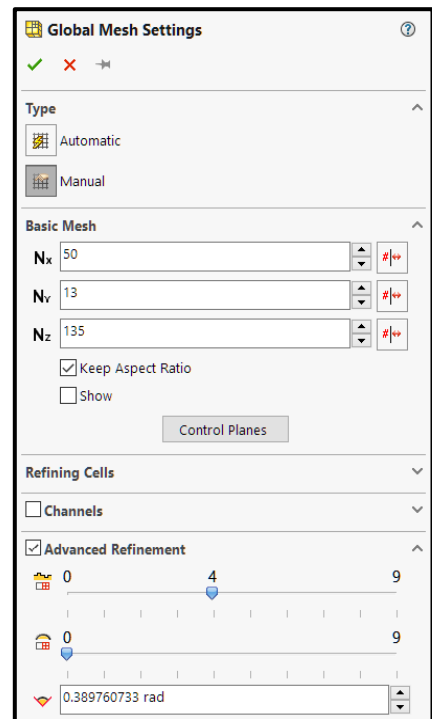 Global Mesh Settings
Type
Automatic
Manual
Basic Mesh
Nx 50
NY 13
Nz 135
Keep Aspect Ratio
Show
Control Planes
Refining Cells
Channels
Advanced Refinement
0 4 9
0 9
0.389760733 rad